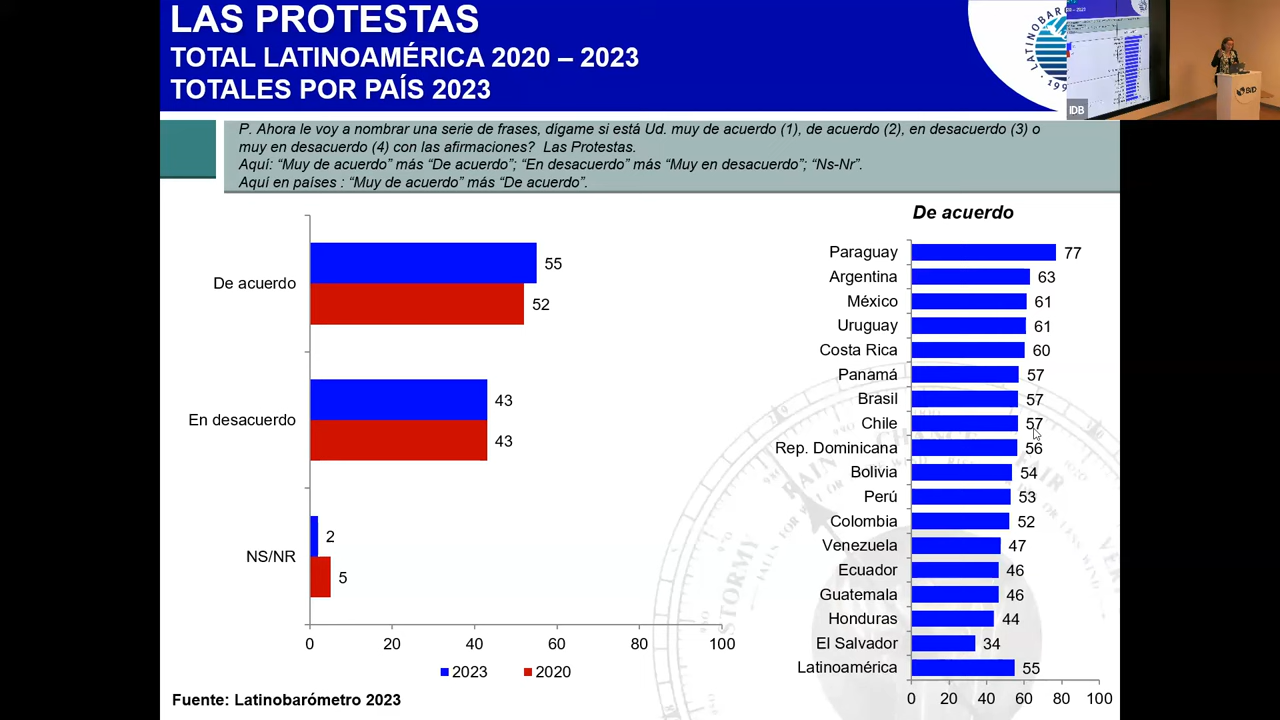 LAS PROTESTAS
TOTAL LATINOAMÉRICA 2020 – 2023
TOTALES POR PAÍS 2023
IDB
BID
P. Ahora le voy a nombrar una serie de frases, dígame si está Ud. muy de acuerdo (1), de acuerdo (2), en desacuerdo (3) o
muy en desacuerdo (4) con las afirmaciones? Las Protestas.
Aquí: “Muy de acuerdo” más “De acuerdo”; “En desacuerdo” más “Muy en desacuerdo”; “Ns-Nr”.
Aquí en países : “Muy de acuerdo” más “De acuerdo”.
De acuerdo 55
52
En desacuerdo 43
43
NS/NR 2
5
0 20 40 60 80 100
2023 2020
De acuerdo
Paraguay 77
Argentina 63
México 61
Uruguay 61
Costa Rica 60
Panamá 57
Brasil 57
Chile 57
Rep. Dominicana 56
Bolivia 54
Perú 53
Colombia 52
Venezuela 47
Ecuador 46
Guatemala 46
Honduras 44
El Salvador 34
Latinoamérica 55
0 20 40 60 80 100
STORMY
RAIN
CHANGE
Fuente: Latinobarómetro 2023